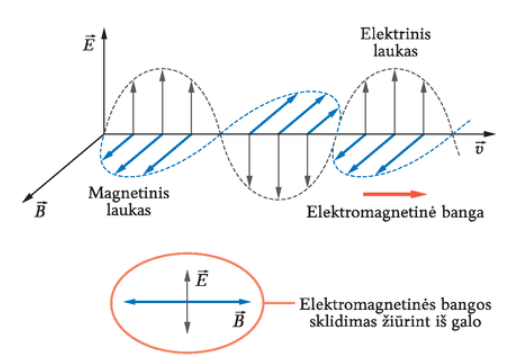 E⃗
Elektrinis
laukas
v⃗
B⃗
Magnetinis
laukas
Elektromagnetinė banga
E⃗
B⃗
Elektromagnetinės bangos
sklidimas žiūrint iš galo